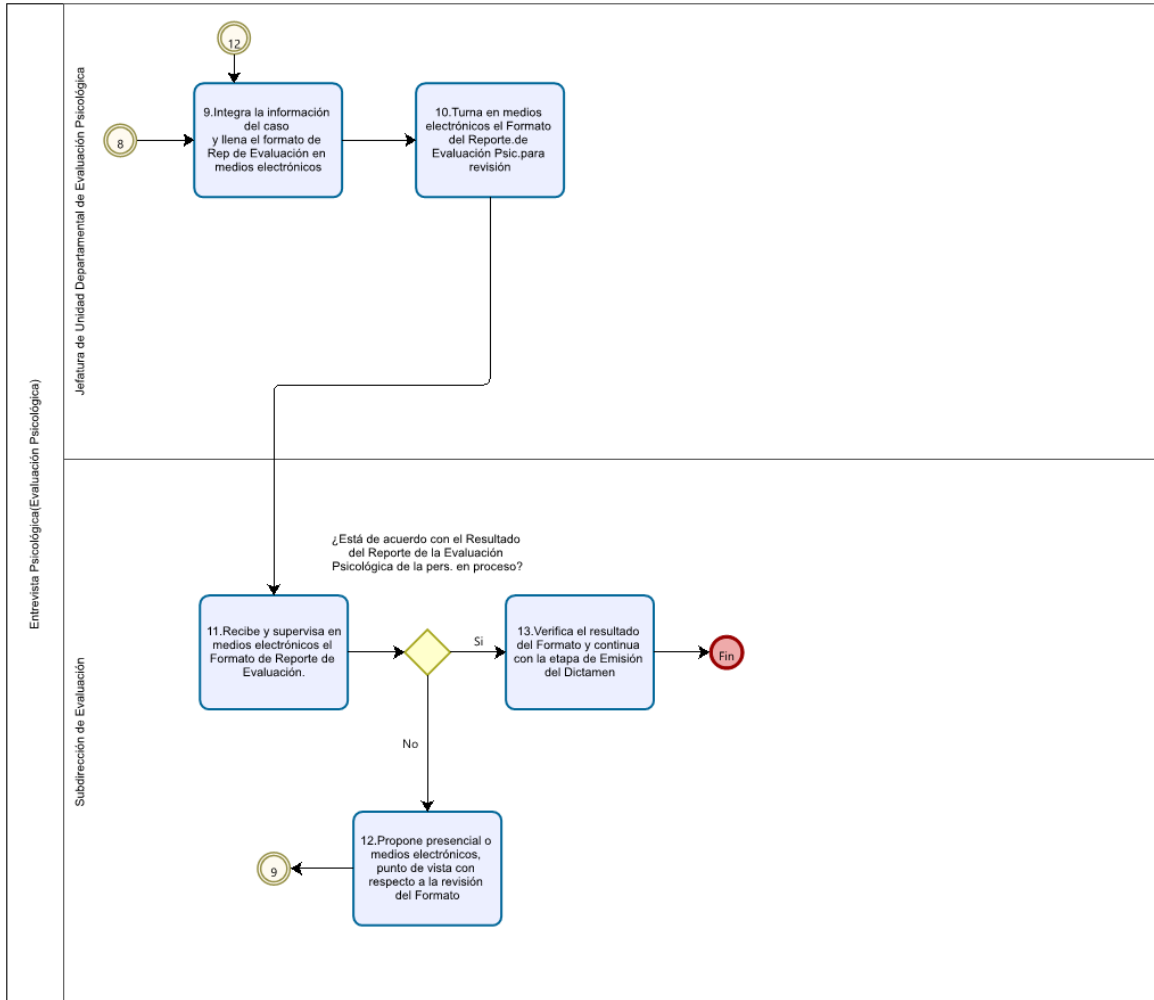 Entrevista Psicológica(Evaluación Psicológica)
Jefatura de Unidad Departamental de Evaluación Psicológica
12
8
9.Integra la información
del caso
y llena el formato de
Rep de Evaluación en
medios electrónicos
10.Turna en medios
electrónicos el Formato
del Reporte.de
Evaluación Psic.para
revisión
Subdirección de Evaluación
¿Está de acuerdo con el Resultado
del Reporte de la Evaluación
Psicológica de la pers. en proceso?
11.Recibe y supervisa en
medios electrónicos el
Formato de Reporte de
Evaluación.
Si
13.Verifica el resultado
del Formato y continua
con la etapa de Emisión
del Dictamen
Fin
No
12.Propone presencial o
medios electrónicos,
punto de vista con
respecto a la revisión
del Formato
9